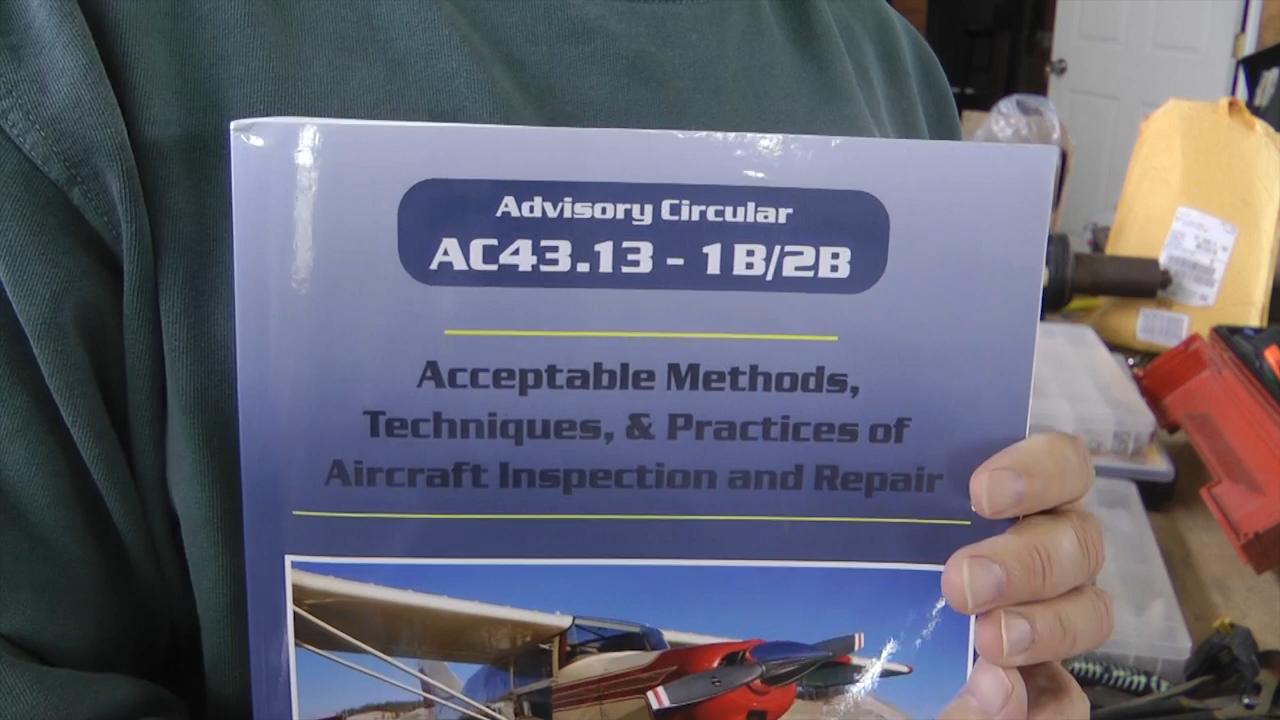 Advisory Circular
AC43.13 - 1B/2B
Acceptable Methods,
Techniques, & Practices of
Aircraft Inspection and Repair